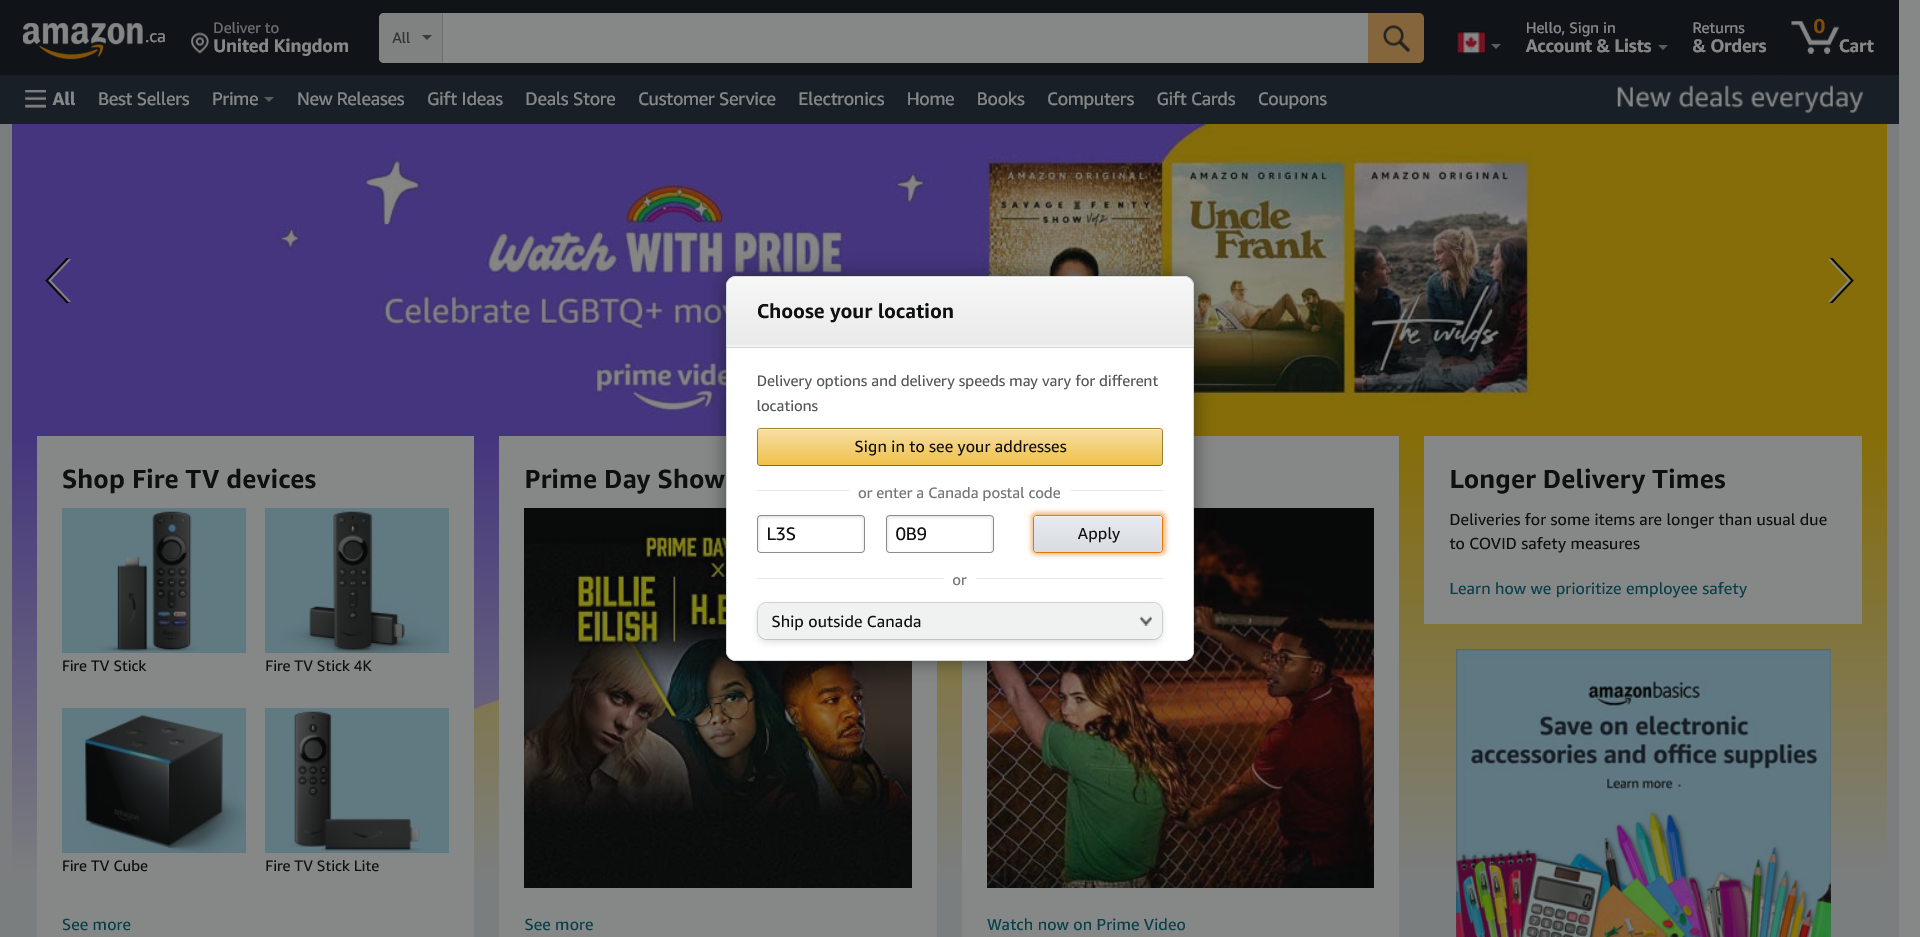 amazon.ca
Deliver to
United Kingdom
All
Hello, Sign in
Account & Lists
Returns
& Orders
0
Cart
All
Best Sellers
Prime
New Releases
Gift Ideas
Deals Store
Customer Service
Electronics
Home
Books
Computers
Gift Cards
Coupons
New deals everyday
Watch WITH PRIDE
Celebrate LGBTQ+ mo
prime vide
AMAZON ORIGINAL
SAVAGE X FENTY
SHOW Vol.2
AMAZON ORIGINAL
Uncle
Frank
AMAZON ORIGINAL
the wilds
Choose your location
Delivery options and delivery speeds may vary for different
locations
Sign in to see your addresses
or enter a Canada postal code
L3S
0B9
Apply
or
Ship outside Canada
Shop Fire TV devices
Fire TV Stick
Fire TV Stick 4K
Fire TV Cube
Fire TV Stick Lite
See more
Prime Day Show
PRIME DAY
X
BILLIE
EILISH
H.E
See more
Watch now on Prime Video
Longer Delivery Times
Deliveries for some items are longer than usual due
to COVID safety measures
Learn how we prioritize employee safety
amazonbasics
Save on electronic
accessories and office supplies
Learn more